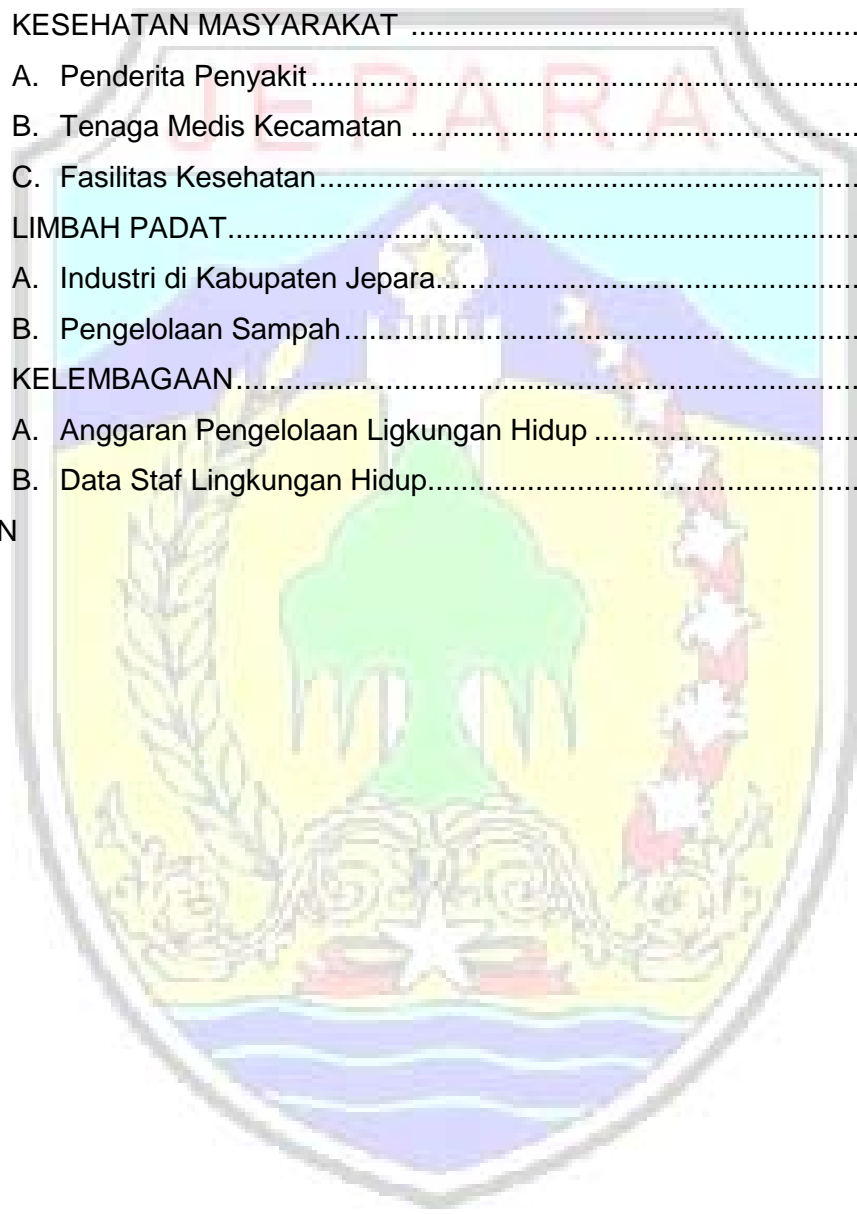 JEPARA
KESEHATAN MASYARAKAT ......................................................
A. Penderita Penyakit ..................................................................
B. Tenaga Medis Kecamatan ......................................................
C. Fasilitas Kesehatan .................................................................
LIMBAH PADAT ............................................................................
A. Industri di Kabupaten Jepara ...................................................
B. Pengelolaan Sampah ..............................................................
KELEMBAGAAN ...........................................................................
A. Anggaran Pengelolaan Ligkungan Hidup ................................
B. Data Staf Lingkungan Hidup ....................................................
N